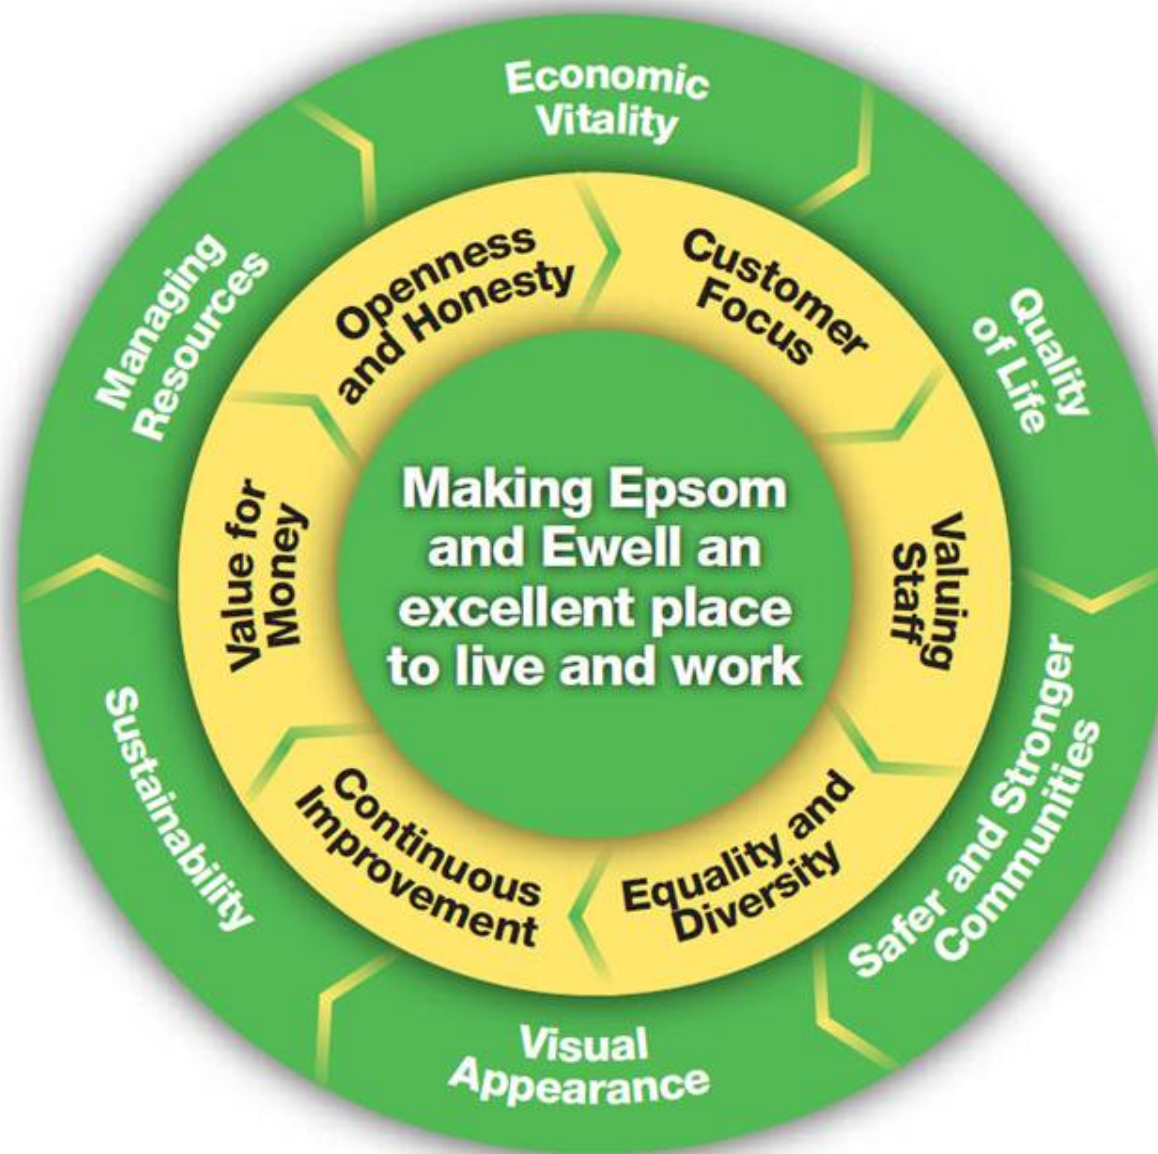 Economic
Vitality
Quality
of Life
Safer and Stronger
Communities
Visual
Appearance
Sustainability
Managing
Resources
Customer
Focus
Valuing
Staff
Equality and
Diversity
Continuous
Improvement
Value for
Money
Openness
and Honesty
Making Epsom
and Ewell an
excellent place
to live and work